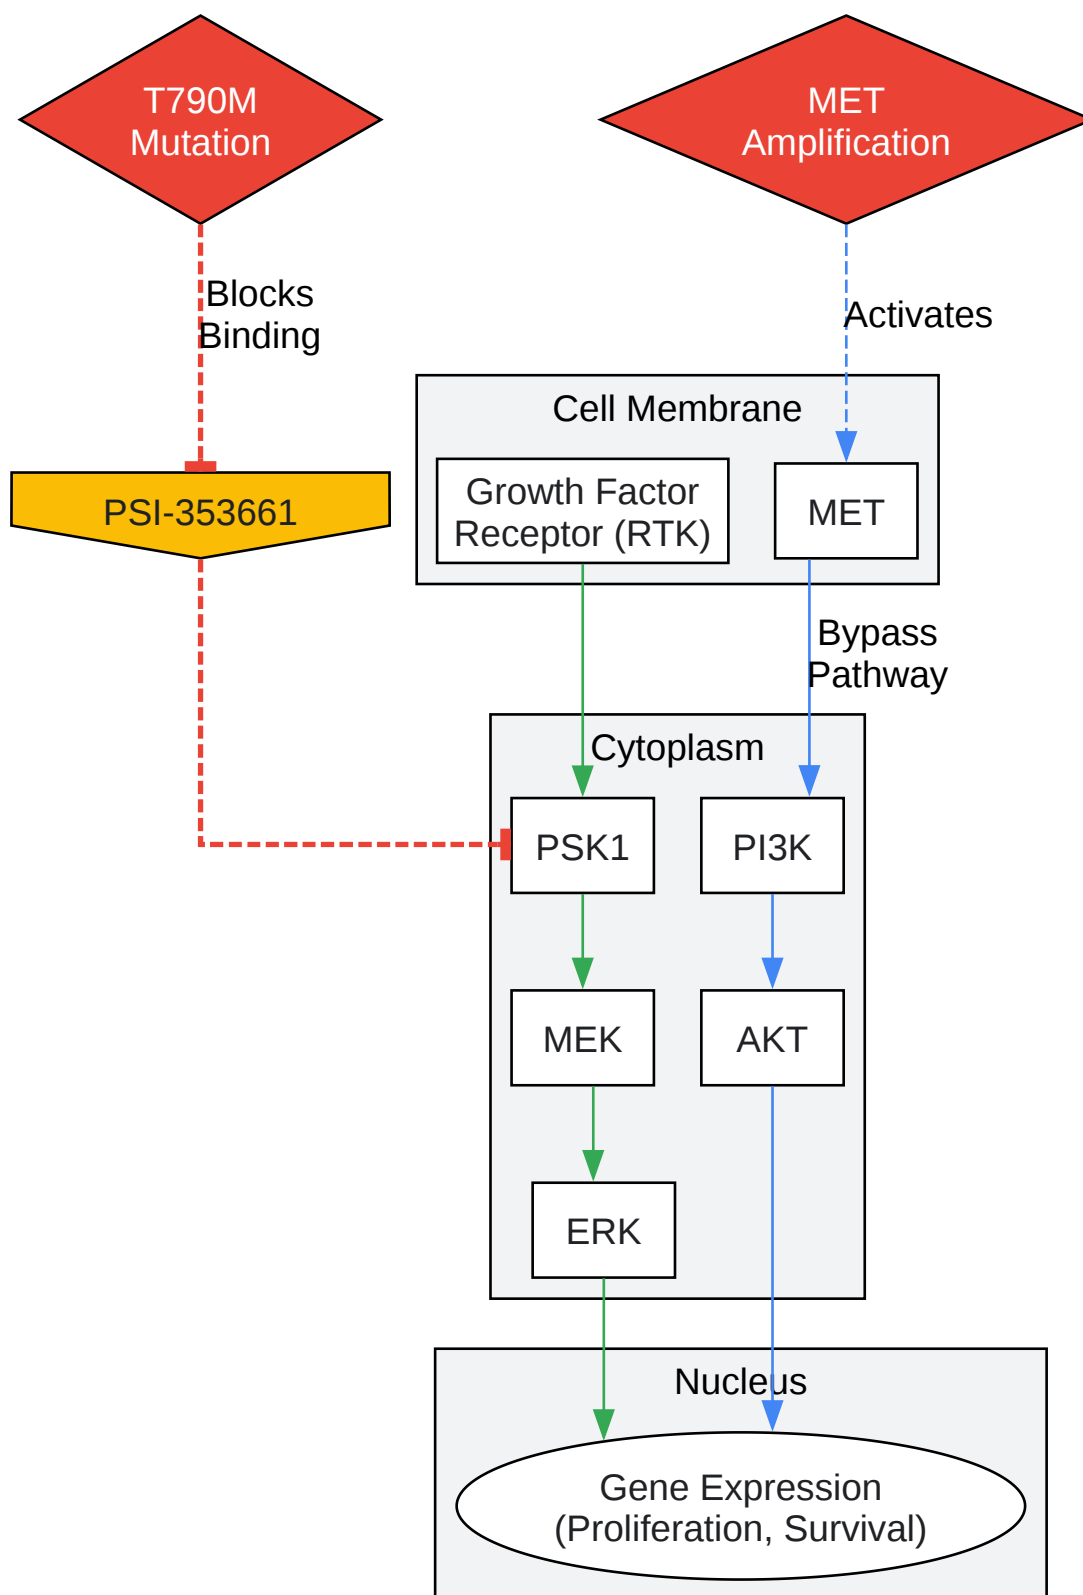 T790M
Mutation
MET
Amplification
Blocks
Binding
Activates
Cell Membrane
Growth Factor
Receptor (RTK)
MET
PSI-353661
Bypass
Pathway
Cytoplasm
PSK1
PI3K
MEK
AKT
ERK
Nucleus
Gene Expression
(Proliferation, Survival)